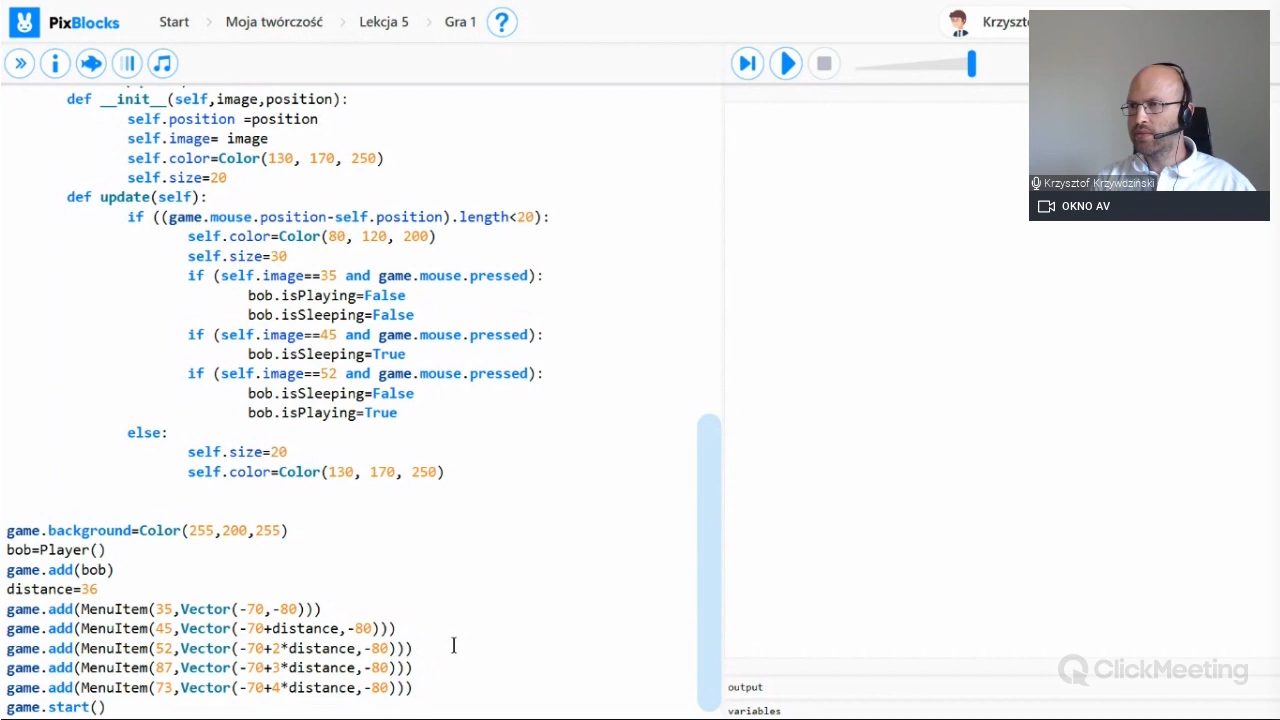 PixBlocks Start Moja twórczość Lekcja 5 Gra 1 ? Krzyszto
def __init__(self,image,position):
self.position =position
self.image= image
self.color=Color(130, 170, 250)
self.size=20
def update(self):
if ((game.mouse.position-self.position).length<20):
self.color=Color(80, 120, 200)
self.size=30
if (self.image==35 and game.mouse.pressed):
bob.isPlaying=False
bob.isSleeping=False
if (self.image==45 and game.mouse.pressed):
bob.isSleeping=True
if (self.image==52 and game.mouse.pressed):
bob.isSleeping=False
bob.isPlaying=True
else:
self.size=20
self.color=Color(130, 170, 250)
game.background=Color(255,200,255)
bob=Player()
game.add(bob)
distance=36
game.add(MenuItem(35,Vector(-70,-80)))
game.add(MenuItem(45,Vector(-70+distance,-80)))
game.add(MenuItem(52,Vector(-70+2*distance,-80)))
game.add(MenuItem(87,Vector(-70+3*distance,-80)))
game.add(MenuItem(73,Vector(-70+4*distance,-80)))
game.start()
Krzysztof Krzywdziński
OKNO AV
ClickMeeting
output
variables